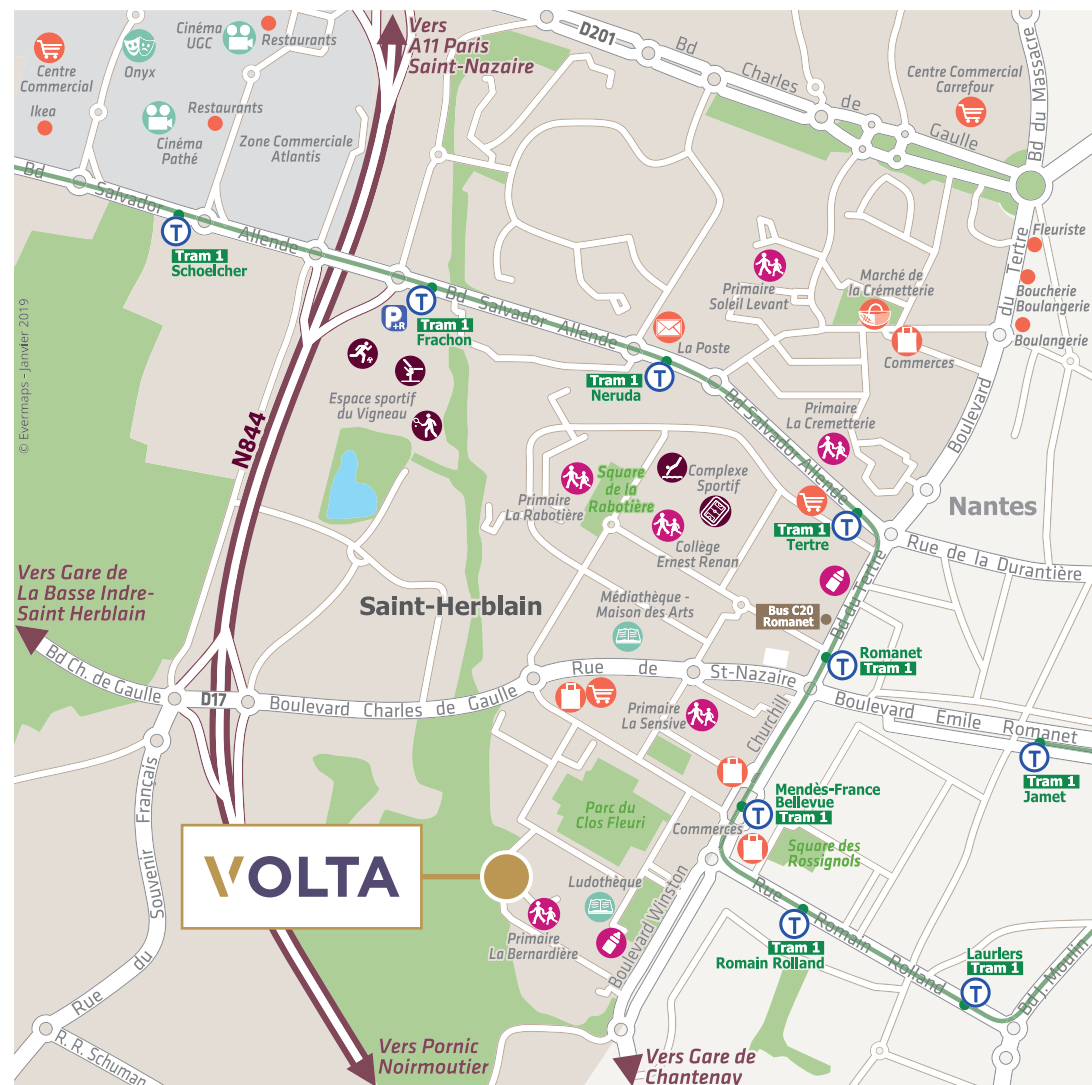 Vers
A11 Paris
Saint-Nazaire
Cinéma
UGC
Restaurants
Centre
Commercial
Onyx
Ikea
Restaurants
Cinéma
Pathé
Zone Commerciale
Atlantis
D201
Bd Charles de Gaulle
Centre Commercial
Carrefour
Bd du Massacre
Bd Salvador Allende
Tram 1
Schoelcher
P+R
Tram 1
Frachon
Bd Salvador Allende
Primaire
Soleil Levant
Marché de
la Crémetterie
Commerces
Fleuriste
Boucherie
Boulangerie
Boulangerie
Boulevard du Tertre
La Poste
Tram 1
Neruda
Bd Salvador Allende
Primaire
La Cremetterie
Espace sportif
du Vigneau
N844
© Evermaps - Janvier 2019
Primaire
La Rabotière
Square
de la
Rabotière
Complexe
Sportif
Collège
Ernest Renan
Tram 1
Tertre
Nantes
Rue de la Durantière
Vers Gare de
La Basse Indre-
Saint Herblain
Saint-Herblain
Médiathèque -
Maison des Arts
Bus C20
Romanet
Bd du Tertre
Romanet
Tram 1
Bd Ch. de Gaulle
D17
Boulevard Charles de Gaulle
Rue de St-Nazaire
Primaire
La Sensive
Boulevard Emile Romanet
Tram 1
Jamet
Mendès-France
Bellevue
Tram 1
Commerces
Parc du
Clos Fleuri
Square des
Rossignols
Boulevard Winston Churchill
VOLTA
Ludothèque
Primaire
La Bernardière
Rue Romain Rolland
Tram 1
Romain Rolland
Laurlers
Tram 1
Bd J. Moulin
Rue du Souvenir Français
R. R. Schuman
Vers Pornic
Noirmoutier
Vers Gare de
Chantenay
T
T
T
T
T
T
T
T
T